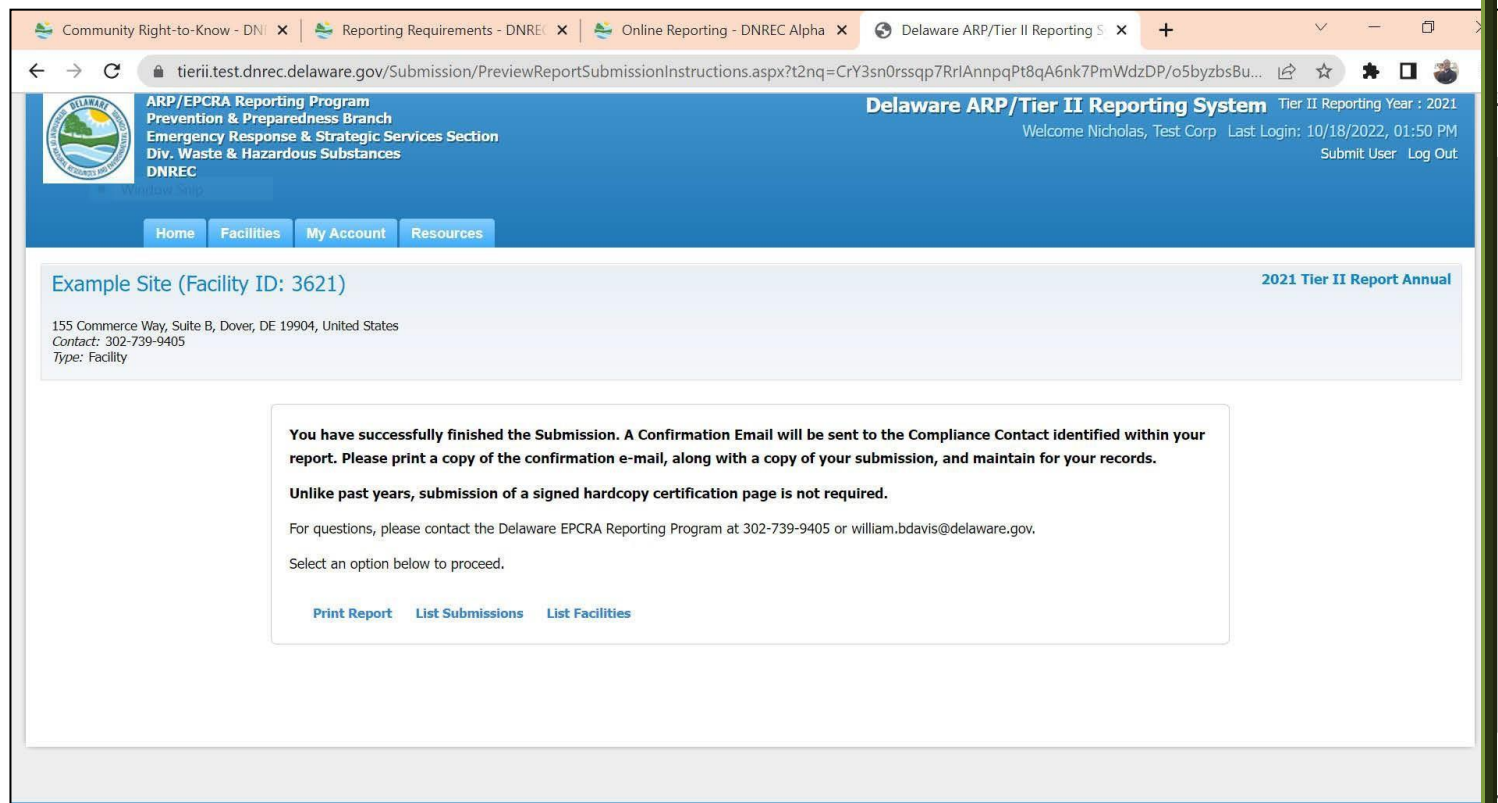 Community Right-to-Know - DN
Reporting Requirements - DNREC
Online Reporting - DNREC Alpha
Delaware ARP/Tier II Reporting S
tierii.test.dnrec.delaware.gov/Submission/PreviewReportSubmissionInstructions.aspx?t2nq=CrY3sn0rssqp7RrIAnnpqPt8qA6nk7PmWdzDP/o5byzbsBu...
ARP/EPCRA Reporting Program
Prevention & Preparedness Branch
Emergency Response & Strategic Services Section
Div. Waste & Hazardous Substances
DNREC
Window Snip
Delaware ARP/Tier II Reporting System Tier II Reporting Year : 2021
Welcome Nicholas, Test Corp Last Login: 10/18/2022, 01:50 PM
Submit User Log Out
Home Facilities My Account Resources
Example Site (Facility ID: 3621)
2021 Tier II Report Annual
155 Commerce Way, Suite B, Dover, DE 19904, United States
Contact: 302-739-9405
Type: Facility
You have successfully finished the Submission. A Confirmation Email will be sent to the Compliance Contact identified within your
report. Please print a copy of the confirmation e-mail, along with a copy of your submission, and maintain for your records.
Unlike past years, submission of a signed hardcopy certification page is not required.
For questions, please contact the Delaware EPCRA Reporting Program at 302-739-9405 or william.bdavis@delaware.gov.
Select an option below to proceed.
Print Report List Submissions List Facilities